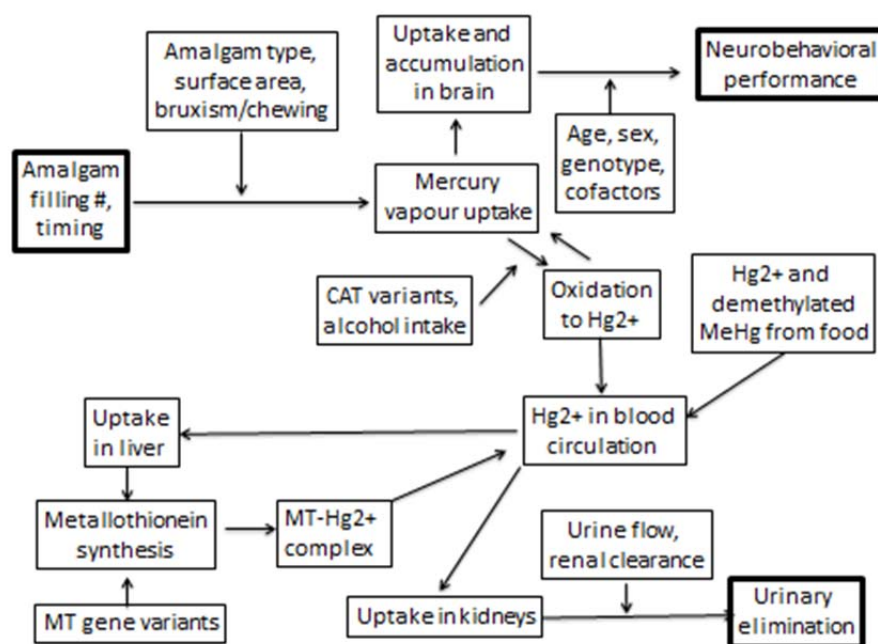 Amalgam type,
surface area,
bruxism/chewing
Uptake and
accumulation
in brain
Neurobehavioral
performance
Amalgam
filling #,
timing
Mercury
vapour uptake
Age, sex,
genotype,
cofactors
CAT variants,
alcohol intake
Oxidation
to Hg2+
Hg2+ and
demethylated
MeHg from food
Uptake
in liver
Hg2+ in blood
circulation
Metallothionein
synthesis
MT-Hg2+
complex
Urine flow,
renal clearance
MT gene variants
Uptake in kidneys
Urinary
elimination